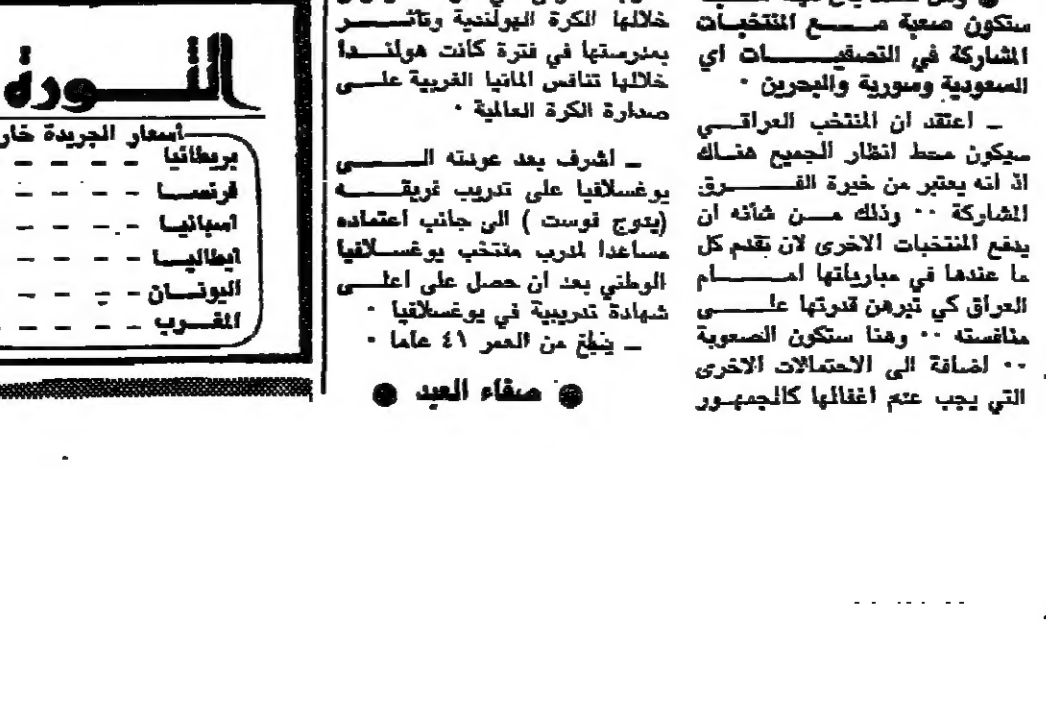 ستكون صعبة مع المنتخبات
المشاركة في التصفيات اي
السعودية وسورية والبحرين ·
ـ اعتقد ان المنتخب العراقي
سيكون محط انظار الجميع هناك
اذ انه يعتبر من خيرة الفرق
المشاركة ·· وذلك من شأنه ان
يدفع المنتخبات الاخرى لان تقدم كل
ما عندها في مبارياتها امام
العراق كي تبرهن قدرتها على
منافسته ·· وهنا ستكون الصعوبة
·· اضافة الى الاحتمالات الاخرى
التي يجب عدم اغفالها كالجمهور
خلالها الكرة الهولندية وتأثر
بمدرستها في فترة كانت هولندا
خلالها تنافس المانيا الغربية على
صدارة الكرة العالمية ·
ـ اشرف بعد عودته الى
يوغسلافيا على تدريب فريقه
(يتوج قوست ) الى جانب اعتماده
مساعدا لمدرب منتخب يوغسلافيا
الوطني بعد ان حصل على اعلى
شهادة تدريبية في يوغسلافيا ·
ـ يبلغ من العمر ٤١ عاما ·
● صفاء العبد ●
الثورة
أسعار الجريدة خار
بريطانيا - - - -
فرنسا - - - -
اسبانيا - - - -
ايطاليا - - - -
اليونان - - - -
المغرب - - - -